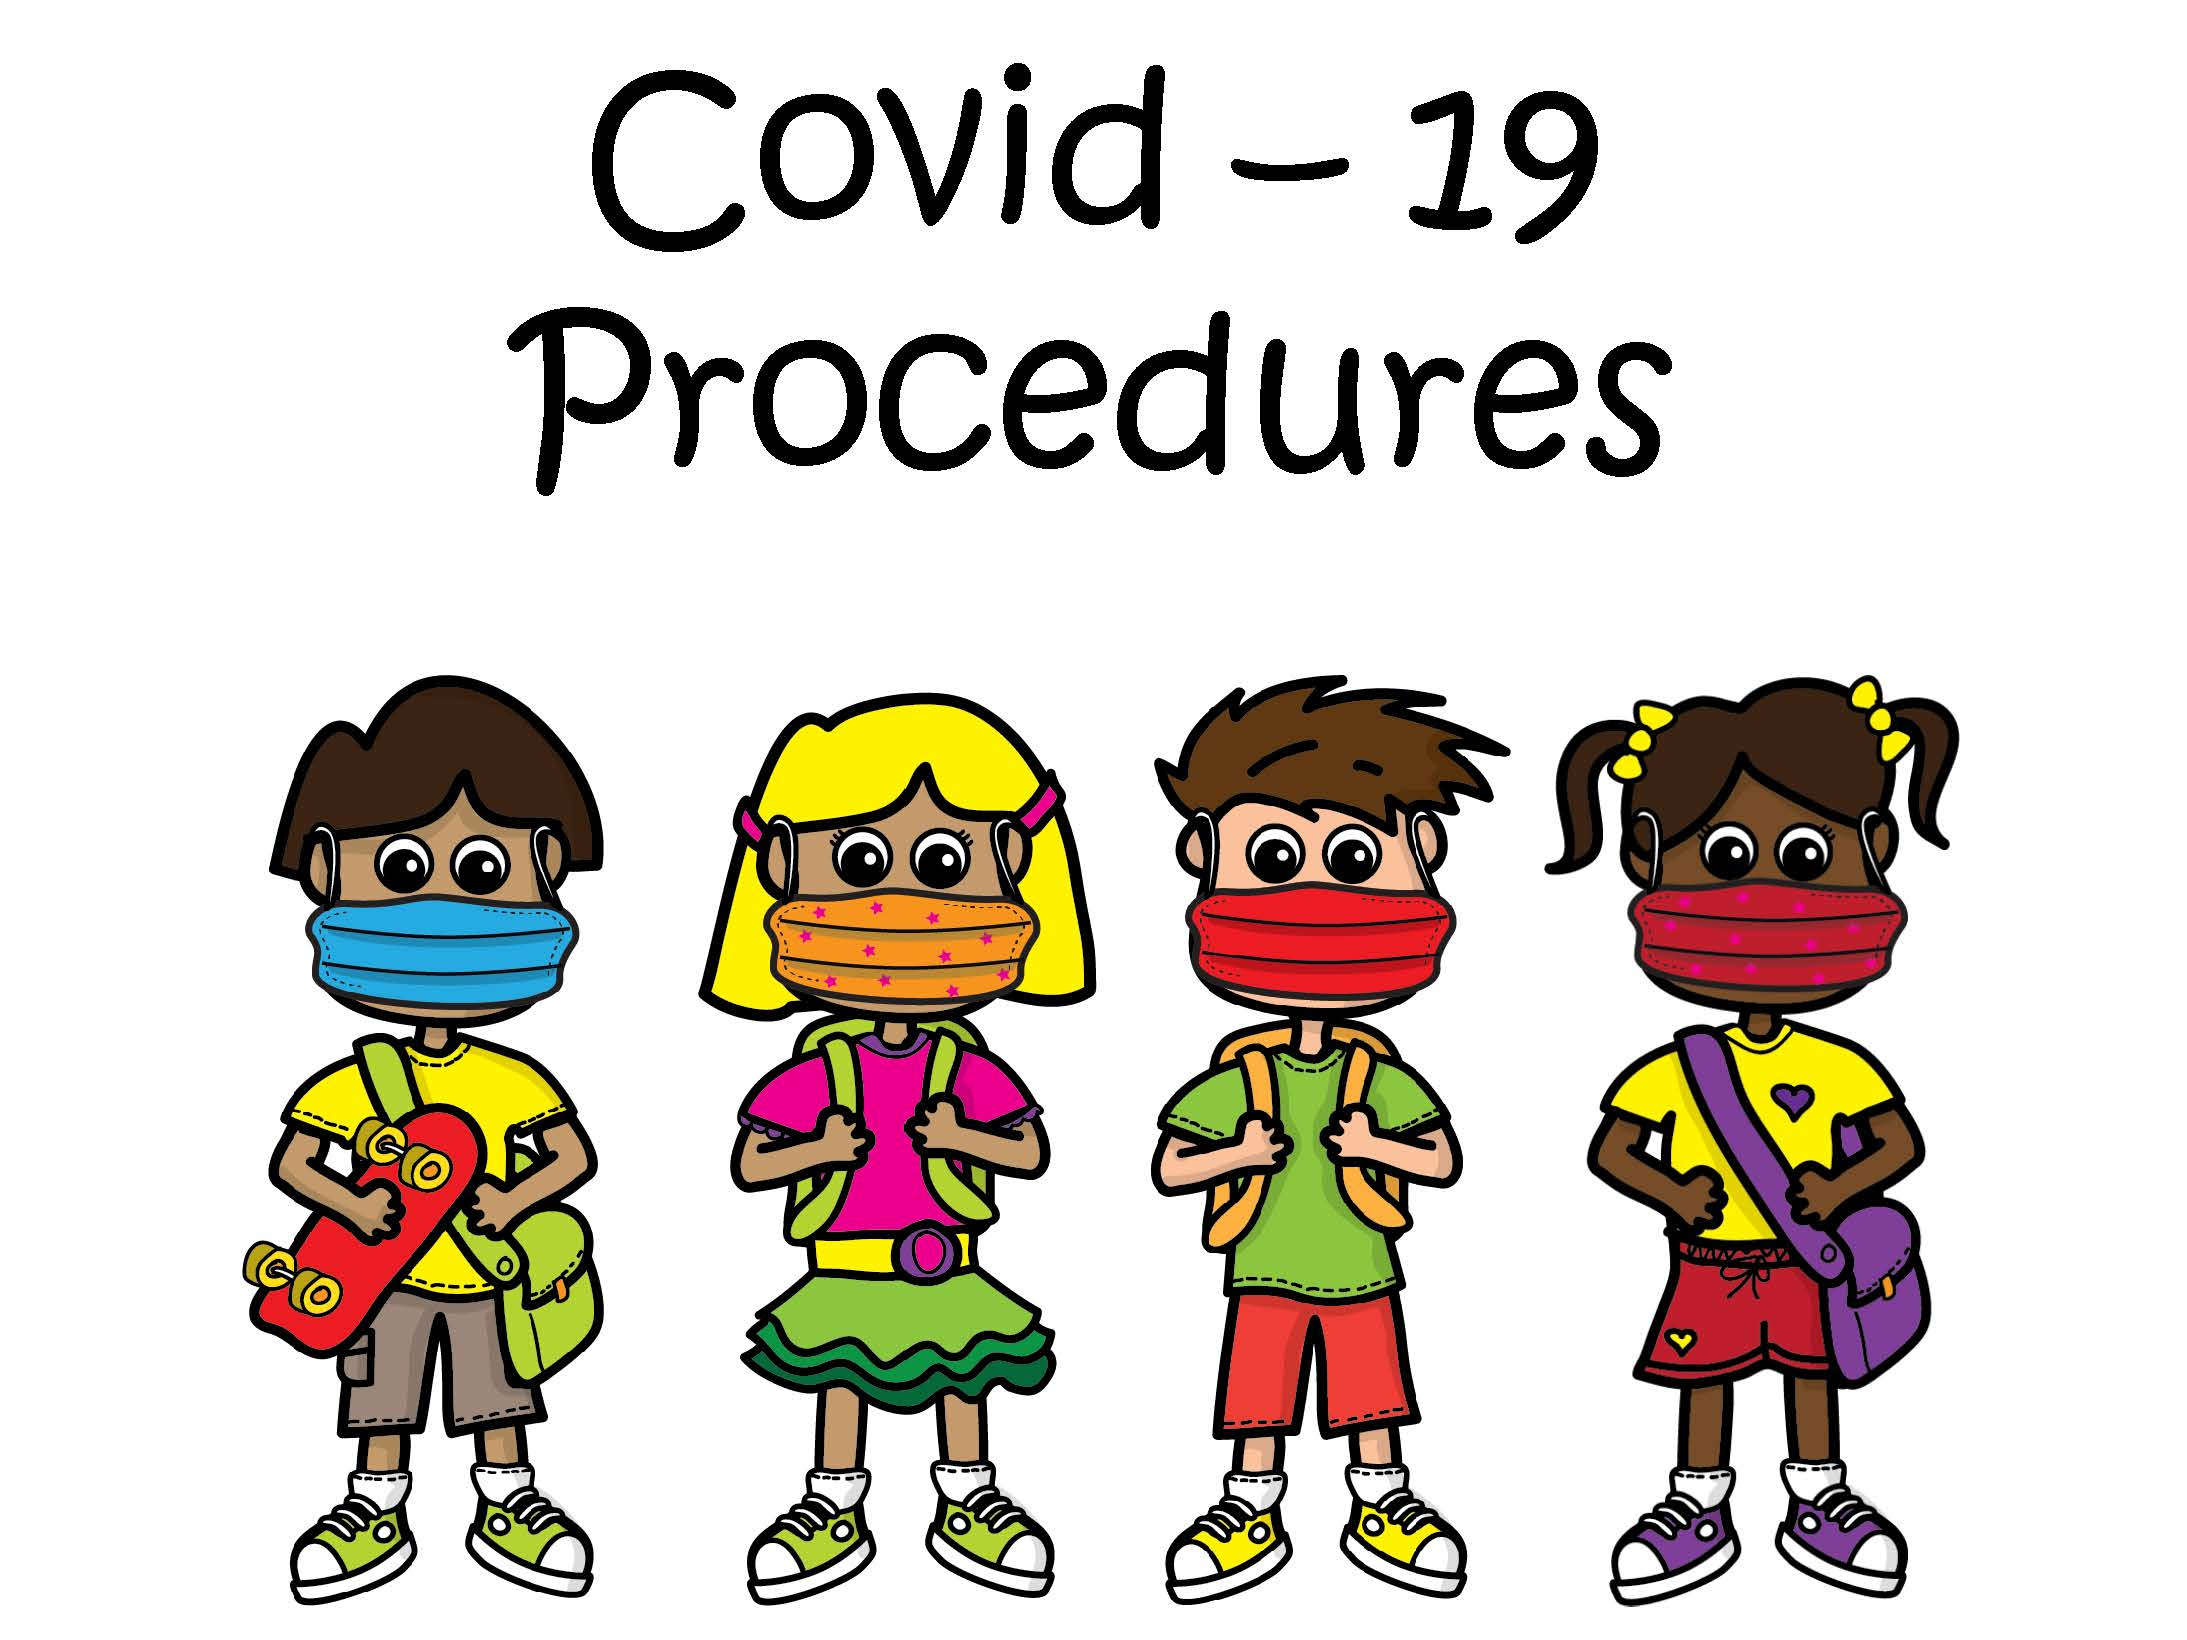 Covid – 19
Procedures